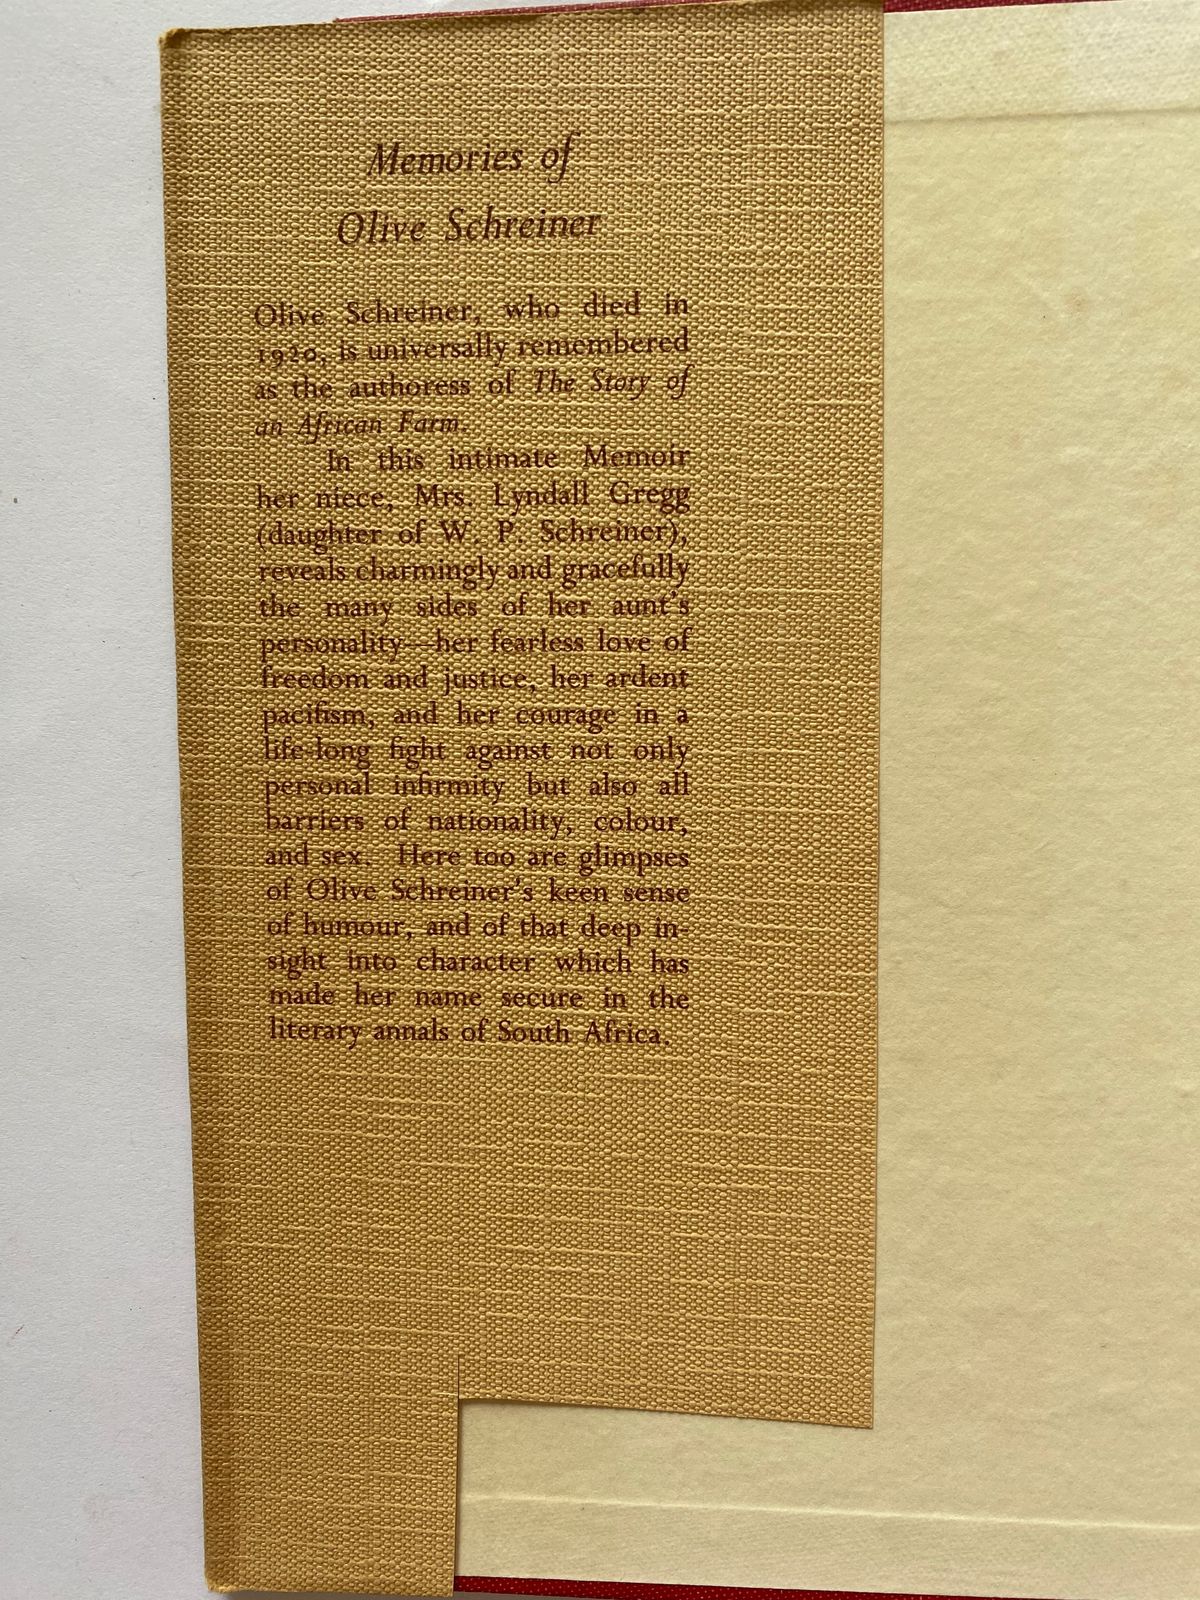 Memories of
Olive Schreiner
Olive Schreiner, who died in
1920, is universally remembered
as the authoress of The Story of
an African Farm.
In this intimate Memoir
her niece, Mrs. Lyndall Gregg
(daughter of W. P. Schreiner),
reveals charmingly and gracefully
the many sides of her aunt's
personality—her fearless love of
freedom and justice, her ardent
pacifism, and her courage in a
life-long fight against not only
personal infirmity but also all
barriers of nationality, colour,
and sex. Here too are glimpses
of Olive Schreiner's keen sense
of humour, and of that deep in-
sight into character which has
made her name secure in the
literary annals of South Africa.